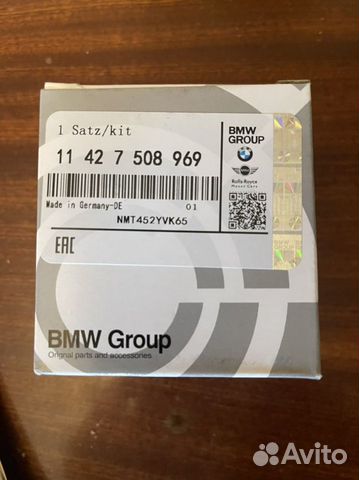 1 Satz/kit
11 42 7 508 969
Made in Germany-DE
01
NMT452YVK65
EAC
BMW
GROUP
Rolls-Royce
Motor Cars
BMW Group
Original parts and accessories
Avito